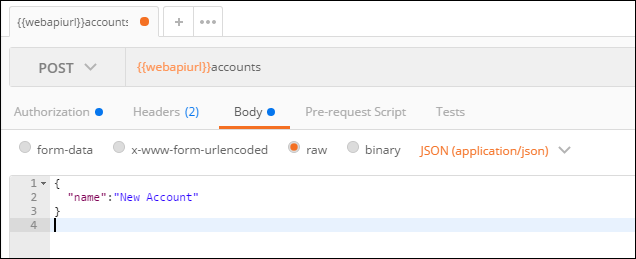 {{webapiurl}}accounts + •••
POST {{webapiurl}}accounts
Authorization Headers (2) Body Pre-request Script Tests
form-data x-www-form-urlencoded raw binary JSON (application/json)
1 {
2 "name":"New Account"
3 }
4